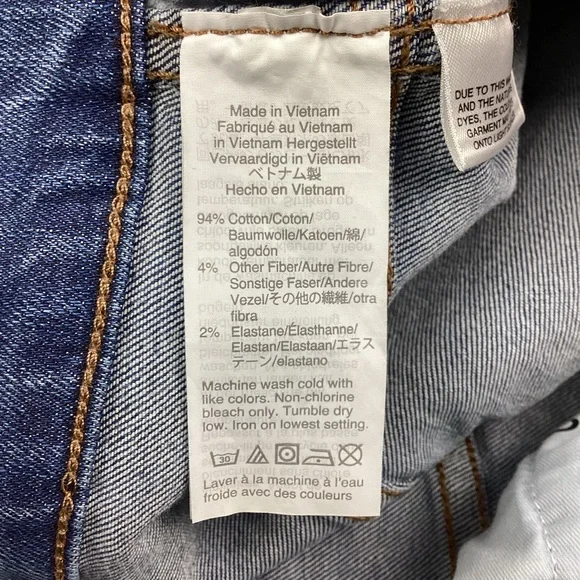 Made in Vietnam
Fabriqué au Vietnam
in Vietnam Hergestellt
Vervaardigd in Viëtnam
ベトナム製
Hecho en Vietnam
94% Cotton/Coton/
Baumwolle/Katoen/綿/
algodón
4% Other Fiber/Autre Fibre/
Sonstige Faser/Andere
Vezel/その他の繊維/otra
fibra
2% Elastane/Élasthanne/
Elastan/Elastaan/エラス
テーン/elastano
Machine wash cold with
like colors. Non-chlorine
bleach only. Tumble dry
low. Iron on lowest setting.
30
Laver à la machine à l'eau
froide avec des couleurs
DUE TO THIS
AND THE
DYES, THE
GARMENT
ONTO